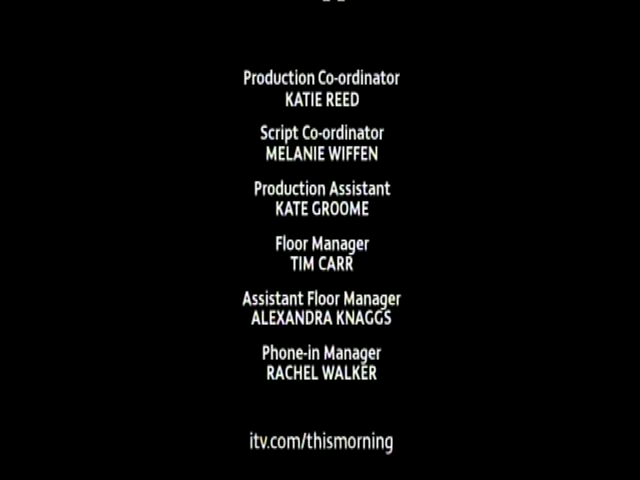 Production Co-ordinator
KATIE REED
Script Co-ordinator
MELANIE WIFFEN
Production Assistant
KATE GROOME
Floor Manager
TIM CARR
Assistant Floor Manager
ALEXANDRA KNAGGS
Phone-in Manager
RACHEL WALKER
itv.com/thismorning